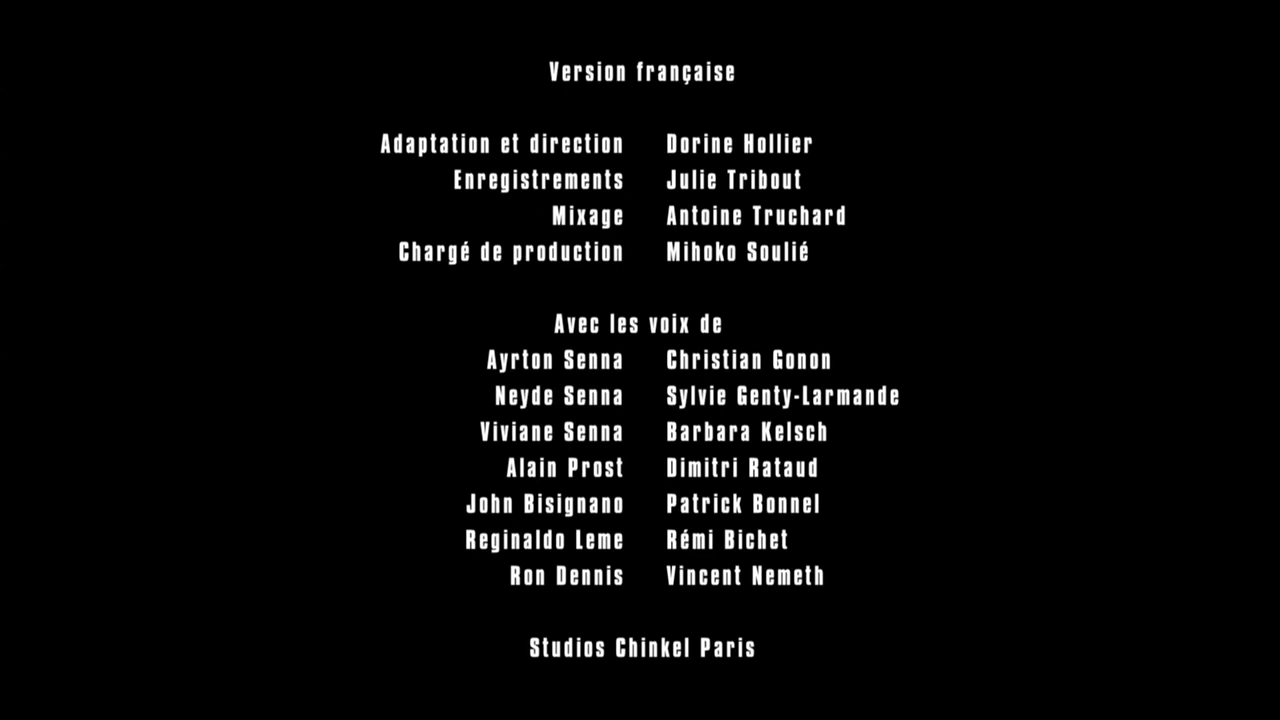 Version française
Adaptation et direction Dorine Hollier
Enregistrements Julie Tribout
Mixage Antoine Truchard
Chargé de production Mihoko Soulié
Avec les voix de
Ayrton Senna Christian Gonon
Neyde Senna Sylvie Genty-Larmande
Viviane Senna Barbara Kelsch
Alain Prost Dimitri Rataud
John Bisignano Patrick Bonnel
Reginaldo Leme Rémi Bichet
Ron Dennis Vincent Nemeth
Studios Chinkel Paris